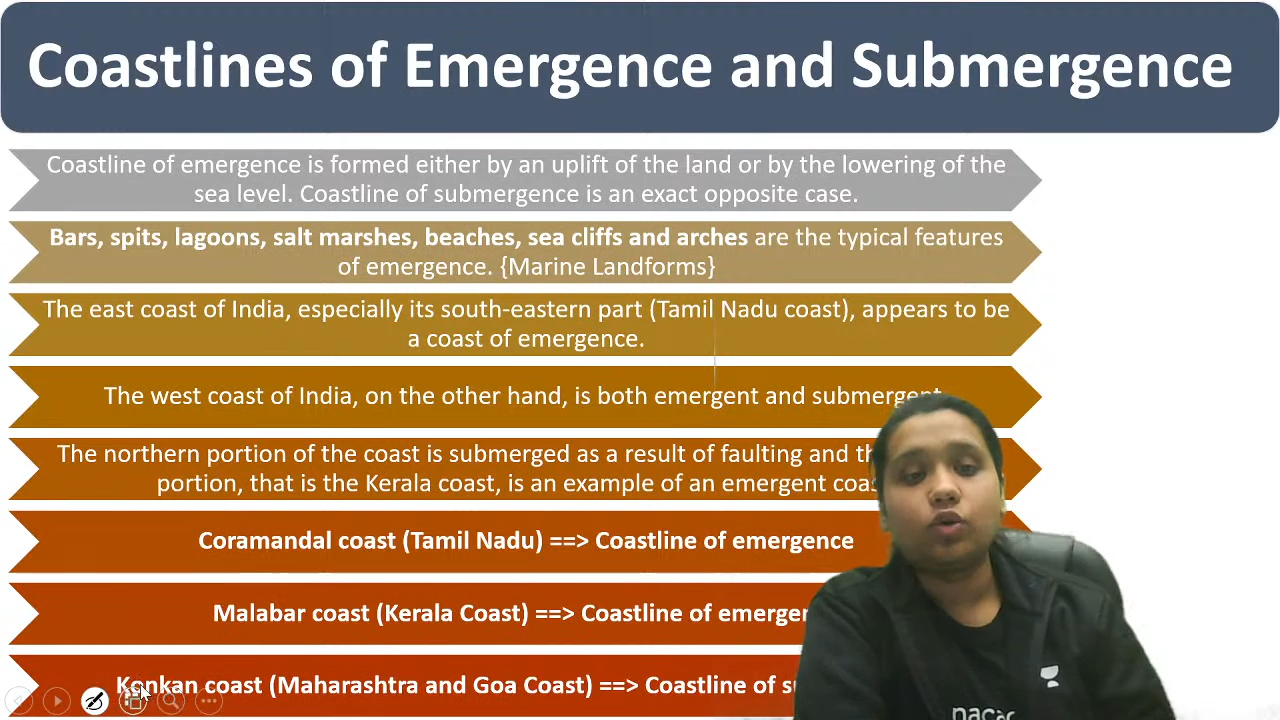 Coastlines of Emergence and Submergence
Coastline of emergence is formed either by an uplift of the land or by the lowering of the
sea level. Coastline of submergence is an exact opposite case.
Bars, spits, lagoons, salt marshes, beaches, sea cliffs and arches are the typical features
of emergence. {Marine Landforms}
The east coast of India, especially its south-eastern part (Tamil Nadu coast), appears to be
a coast of emergence.
The west coast of India, on the other hand, is both emergent and submergent.
The northern portion of the coast is submerged as a result of faulting and
portion, that is the Kerala coast, is an example of an emergent
Coramandal coast (Tamil Nadu) ==> Coastline of emergence
Malabar coast (Kerala Coast) ==> Coastline of
Konkan coast (Maharashtra and Goa Coast) ==> Coastline of